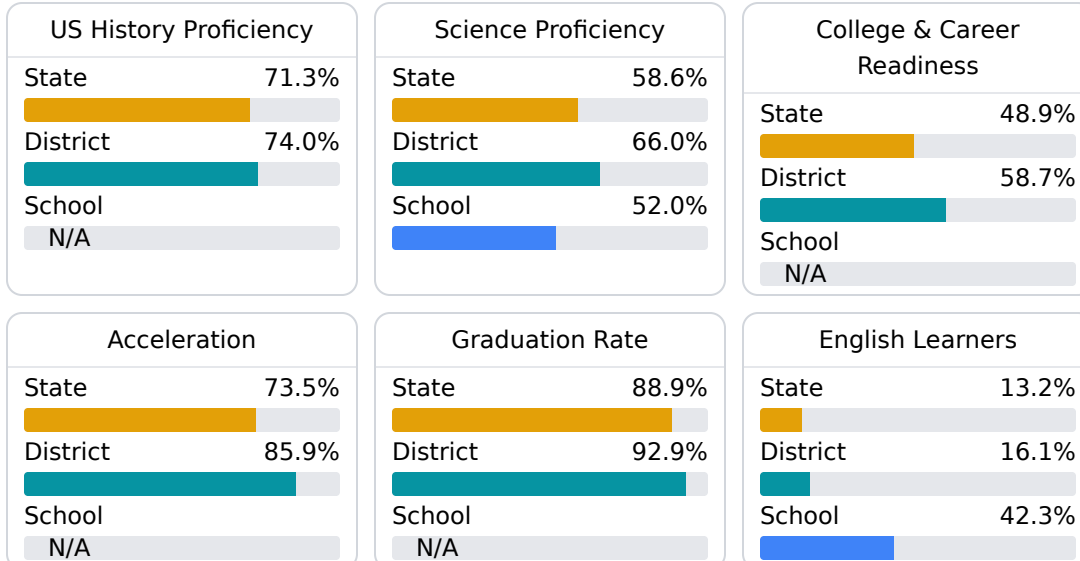 US History Proficiency
State 71.3%
District 74.0%
School
N/A
Science Proficiency
State 58.6%
District 66.0%
School 52.0%
College & Career
Readiness
State 48.9%
District 58.7%
School
N/A
Acceleration
State 73.5%
District 85.9%
School
N/A
Graduation Rate
State 88.9%
District 92.9%
School
N/A
English Learners
State 13.2%
District 16.1%
School 42.3%